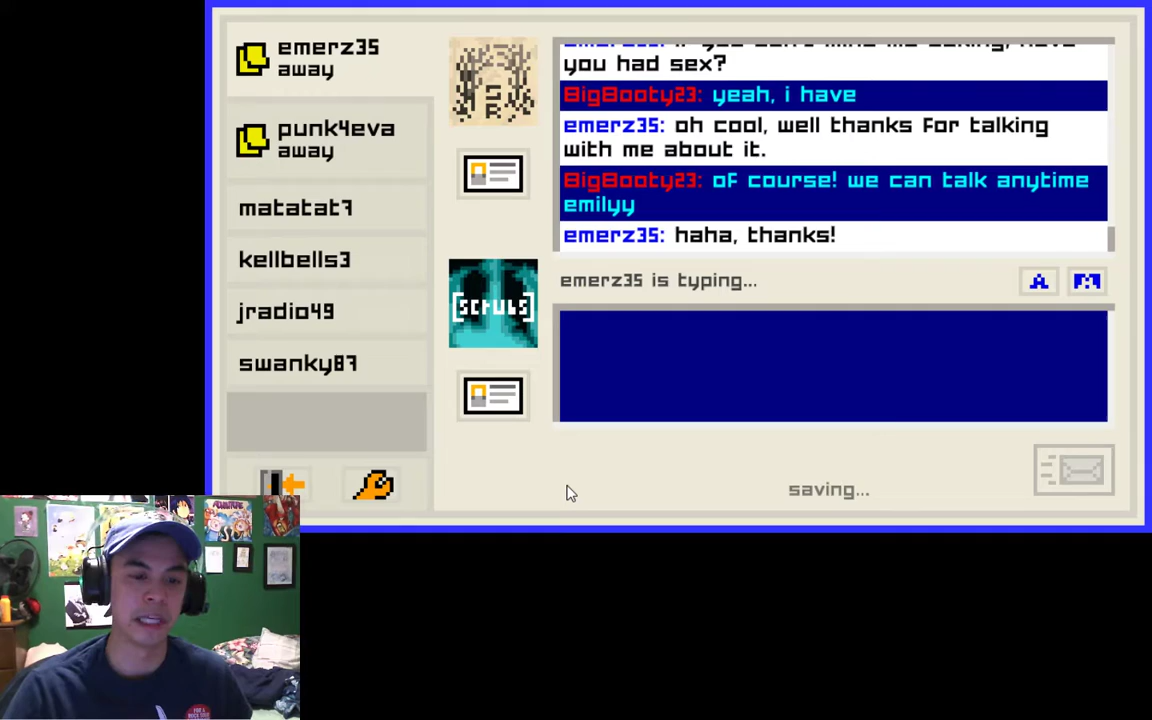 emerz35
away
punk4eva
away
matatat7
kellbells3
jradio49
swanky87
[scrubs]
you had sex?
BigBooty23: yeah, i have
emerz35: oh cool, well thanks for talking
with me about it.
BigBooty23: of course! we can talk anytime
emilyy
emerz35: haha, thanks!
emerz35 is typing...
A
saving...